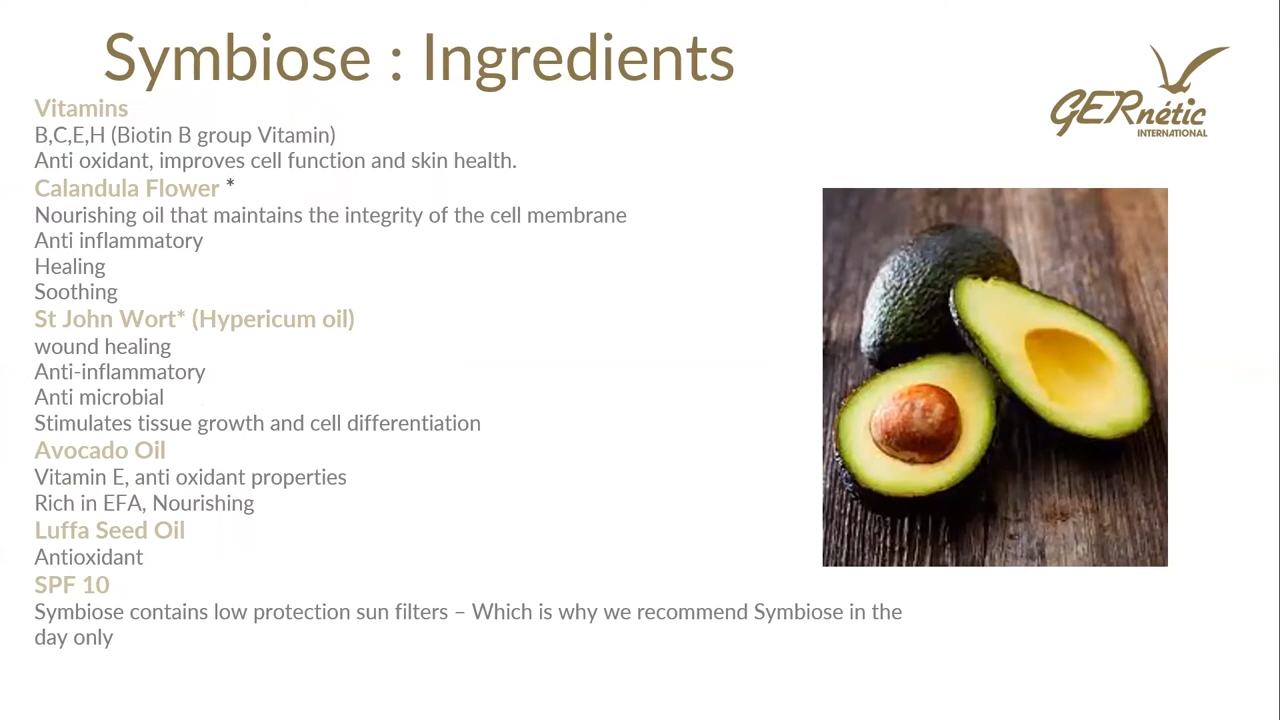 Symbiose : Ingredients
GERnétic
INTERNATIONAL
Vitamins
B,C,E,H (Biotin B group Vitamin)
Anti oxidant, improves cell function and skin health.
Calandula Flower *
Nourishing oil that maintains the integrity of the cell membrane
Anti inflammatory
Healing
Soothing
St John Wort* (Hypericum oil)
wound healing
Anti-inflammatory
Anti microbial
Stimulates tissue growth and cell differentiation
Avocado Oil
Vitamin E, anti oxidant properties
Rich in EFA, Nourishing
Luffa Seed Oil
Antioxidant
SPF 10
Symbiose contains low protection sun filters – Which is why we recommend Symbiose in the
day only